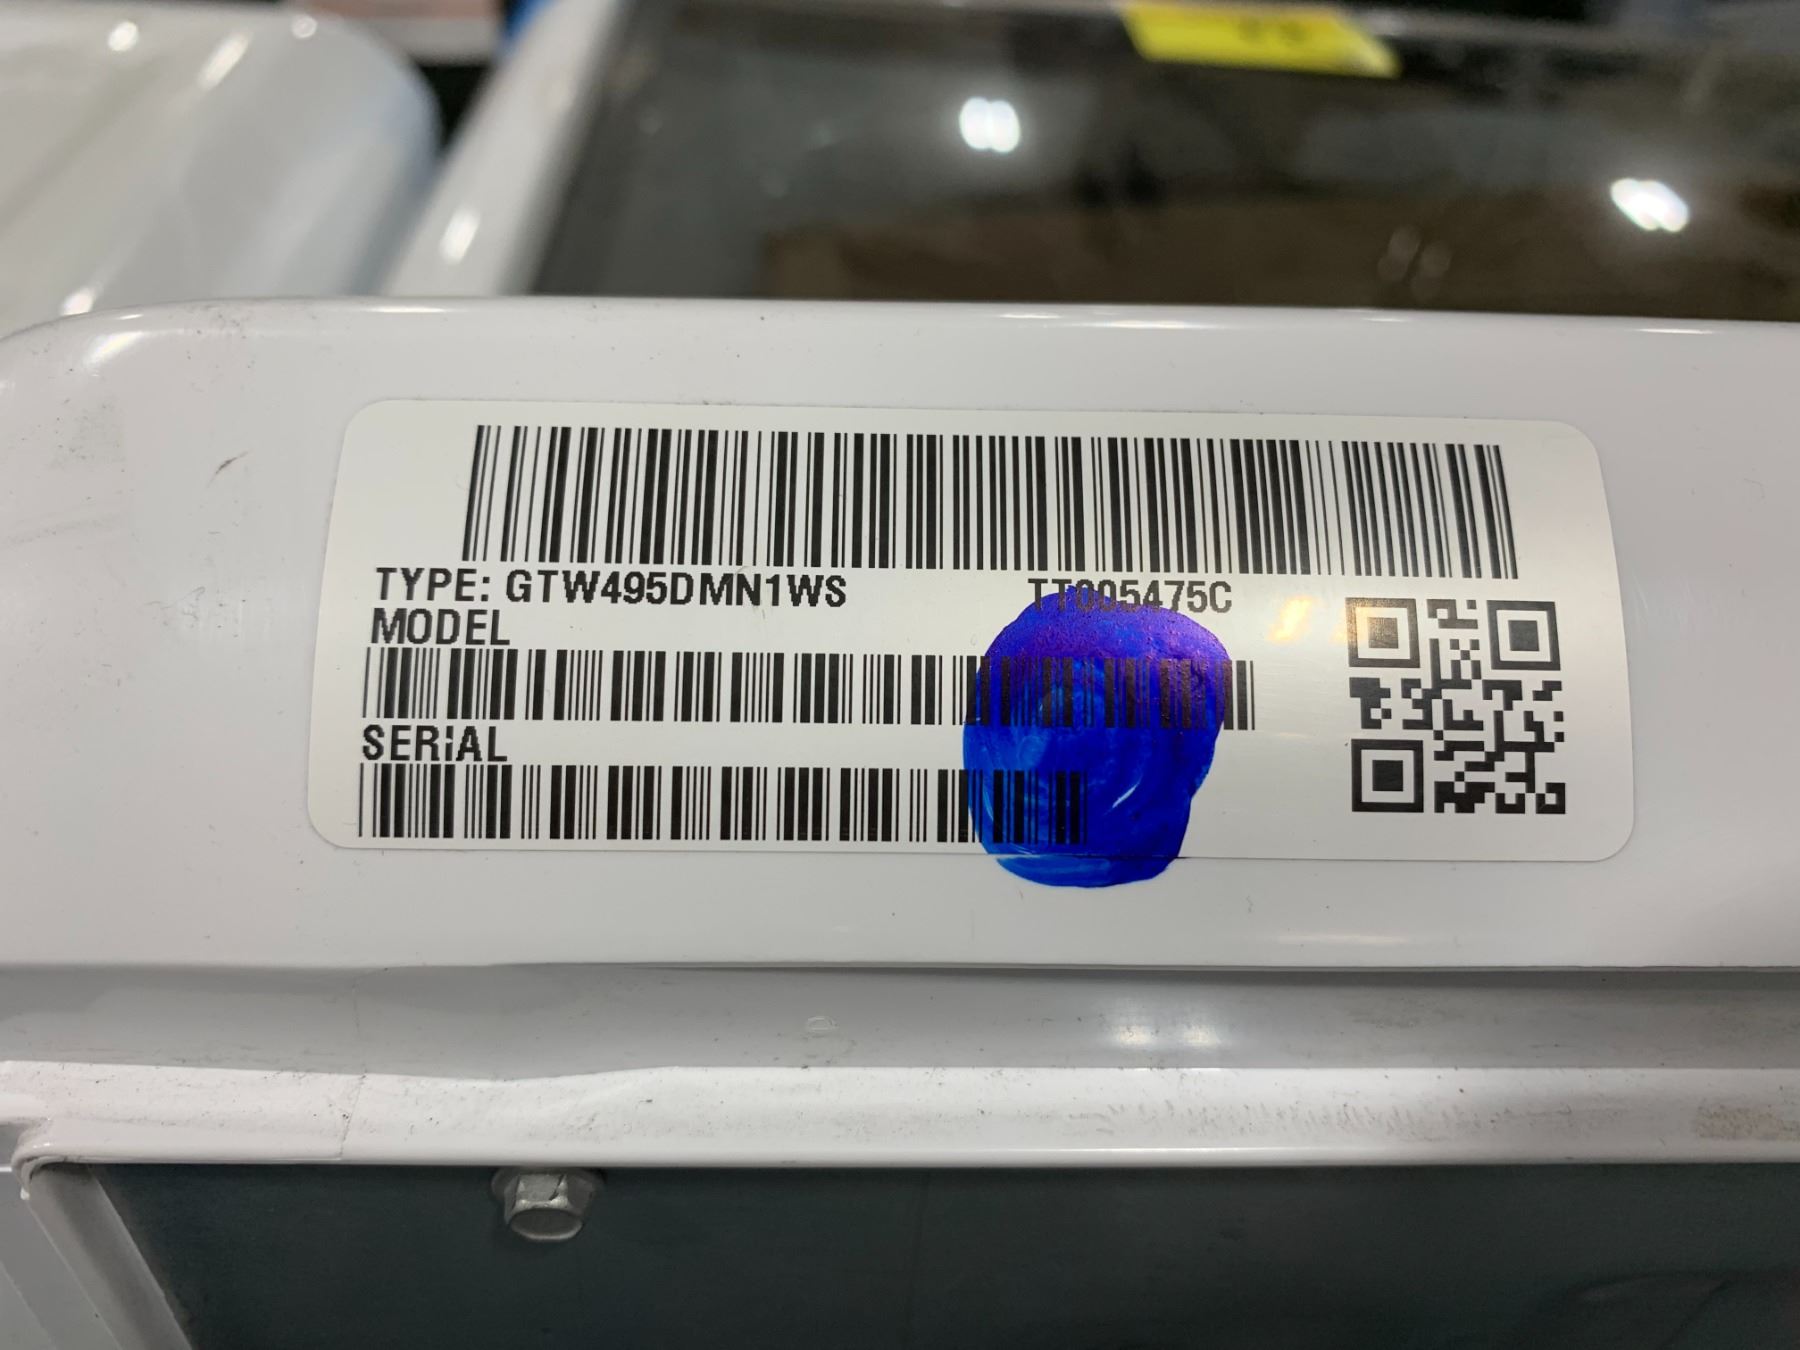 TYPE: GTW495DMN1WS TT005475C
MODEL
SERIAL